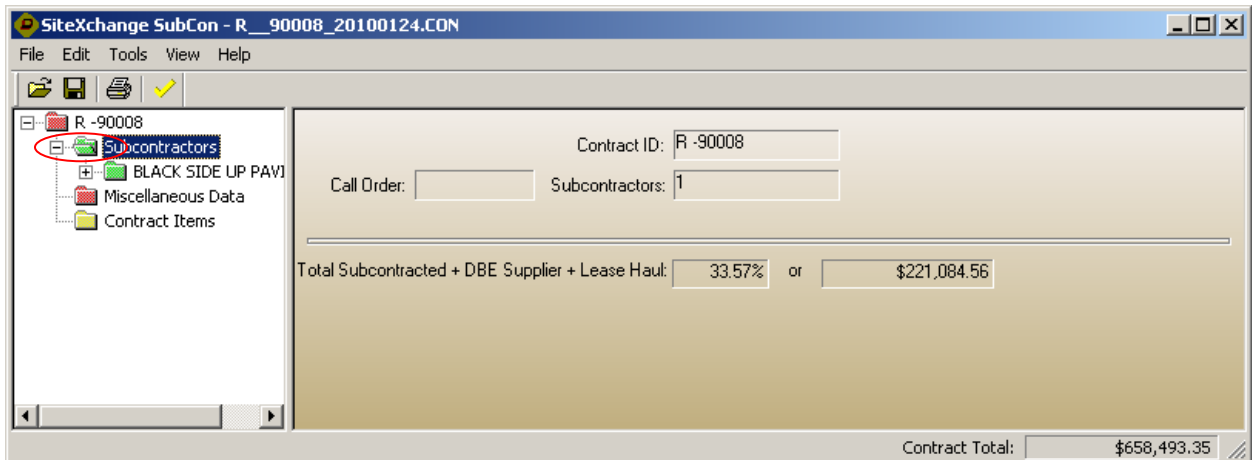 SiteXchange SubCon - R__90008_20100124.CON
File Edit Tools View Help
R -90008
Subcontractors
BLACK SIDE UP PAVI
Miscellaneous Data
Contract Items
Contract ID: R -90008
Call Order: Subcontractors: 1
Total Subcontracted + DBE Supplier + Lease Haul: 33.57% or $221,084.56
Contract Total: $658,493.35